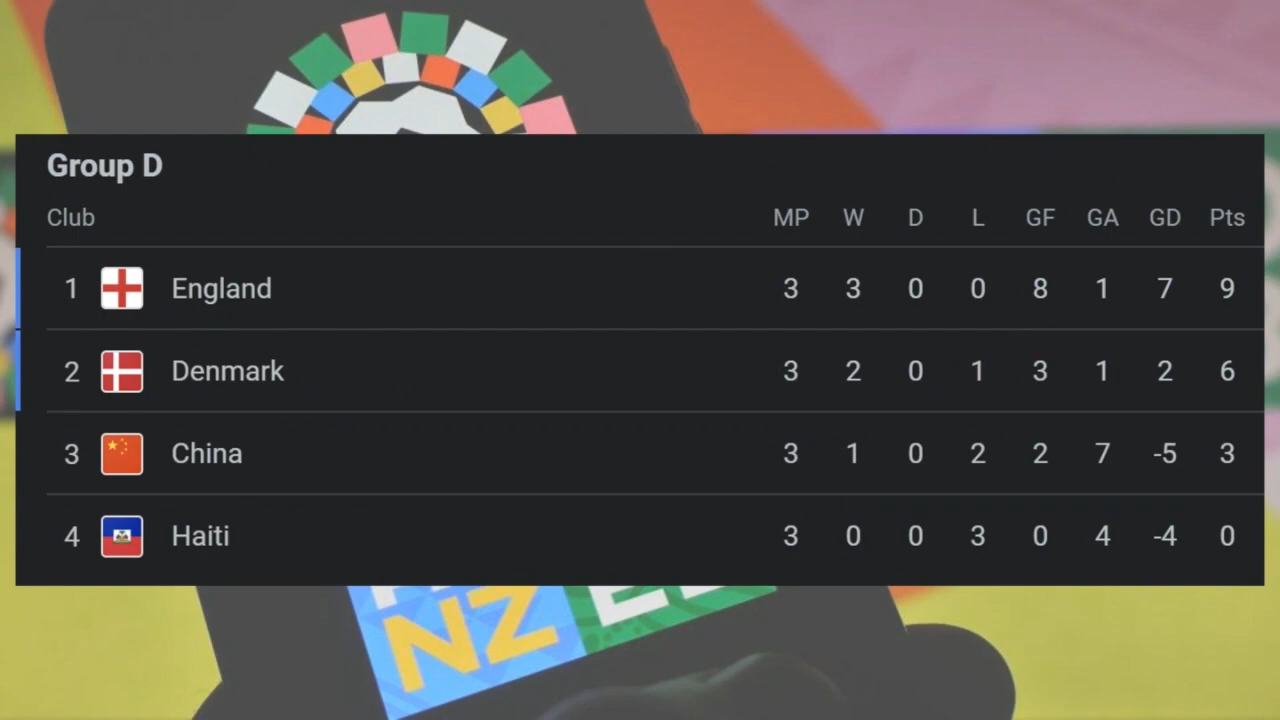 Group D
Club MP W D L GF GA GD Pts
1 England 3 3 0 0 8 1 7 9
2 Denmark 3 2 0 1 3 1 2 6
3 China 3 1 0 2 2 7 -5 3
4 Haiti 3 0 0 3 0 4 -4 0
NZ